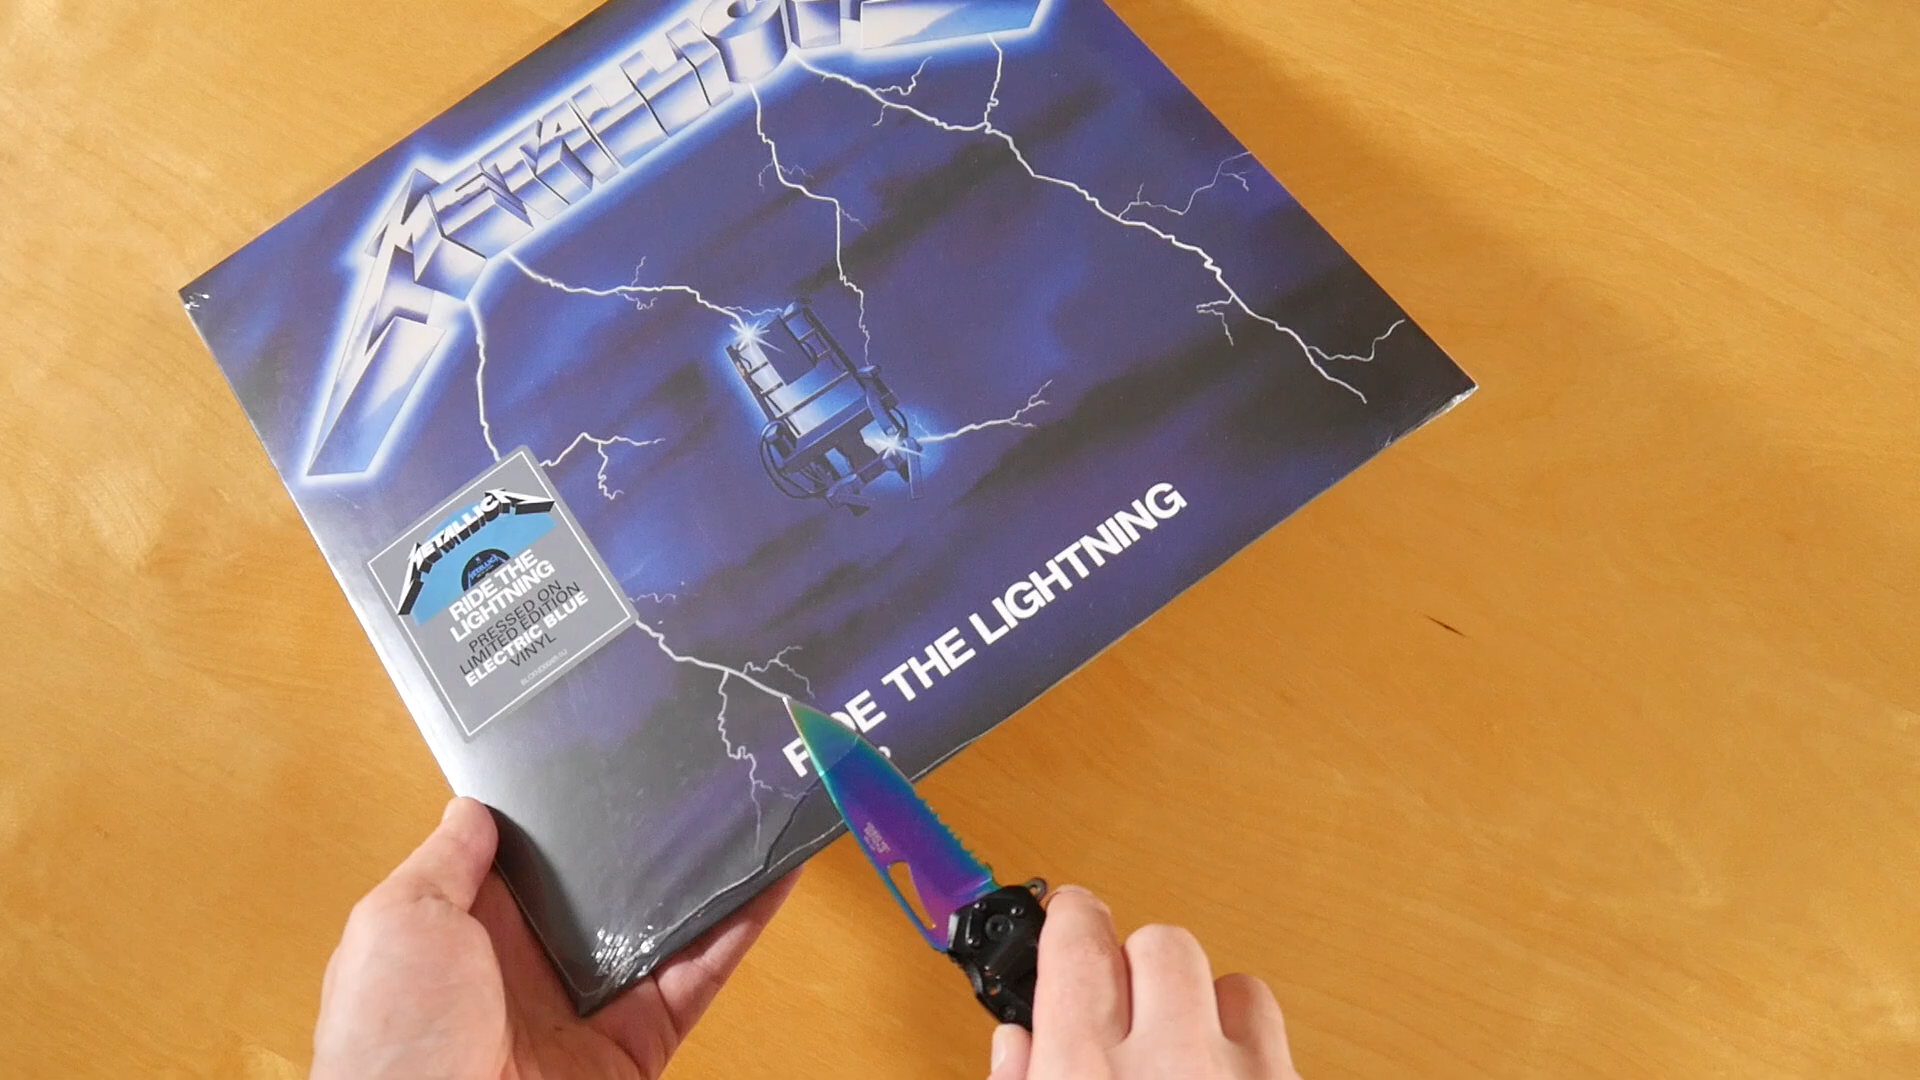 METALLICA
METALLICA
RIDE THE
LIGHTNING
PRESSED ON
LIMITED EDITION
ELECTRIC BLUE
VINYL
RIDE THE LIGHTNING